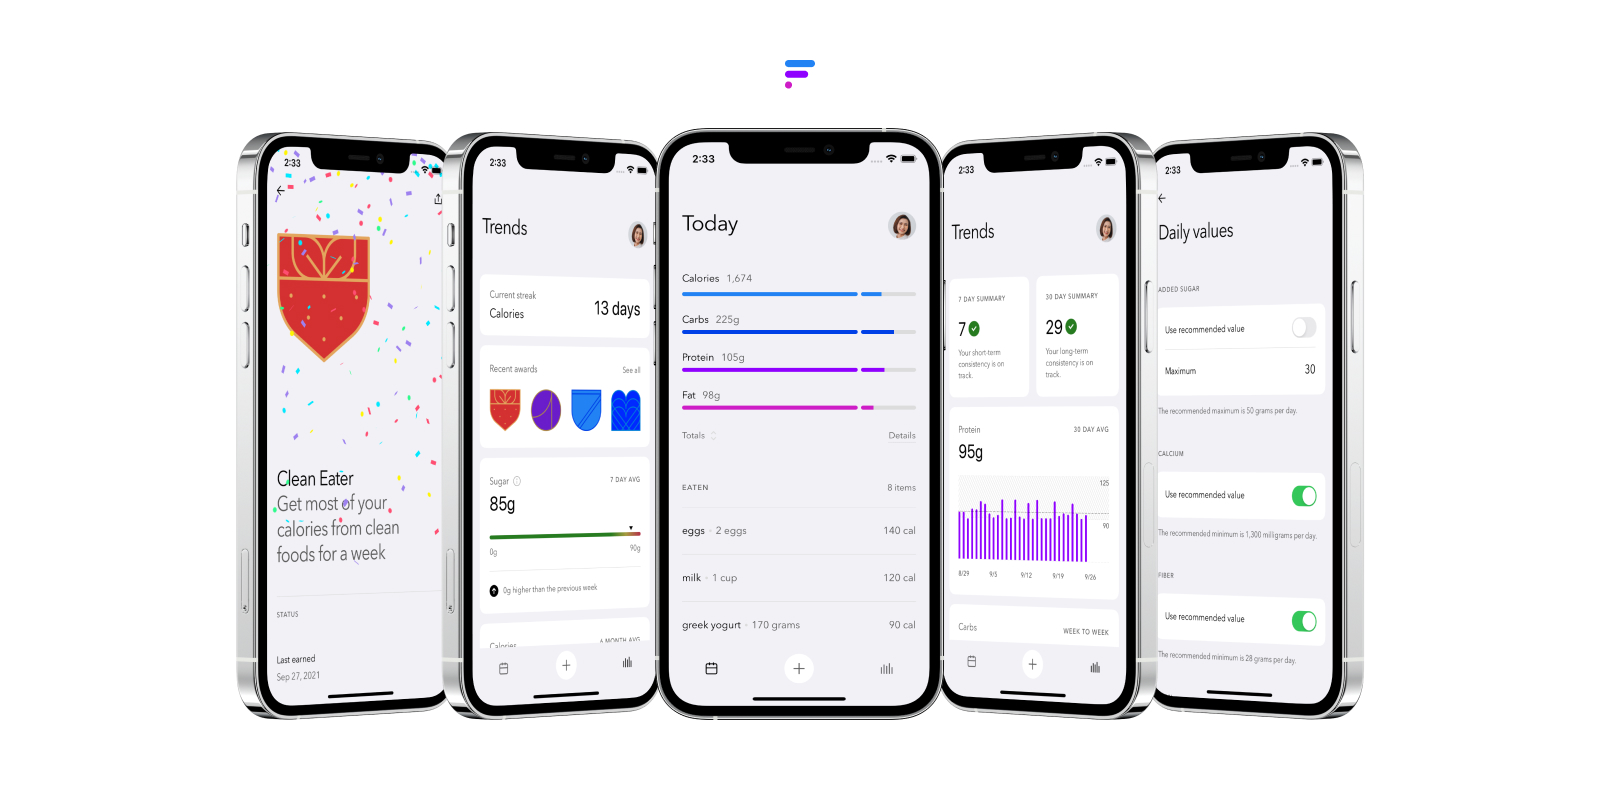 2:33
Clean Eater
Get most of your
calories from clean
foods for a week
STATUS
Last earned
Sep 27, 2021
2:33
Trends
Current streak
Calories
13 days
Recent awards
See all
Sugar
7 DAY AVG
85g
0g
90g
0g higher than the previous week
Calories
6 MONTH AVG
2:33
Today
Calories 1,674
Carbs 225g
Protein 105g
Fat 98g
Totals
Details
EATEN
8 items
eggs · 2 eggs
140 cal
milk · 1 cup
120 cal
greek yogurt · 170 grams
90 cal
2:33
Trends
7 DAY SUMMARY
7
Your short-term
consistency is on
track.
30 DAY SUMMARY
29
Your long-term
consistency is on
track.
Protein
30 DAY AVG
95g
125
90
8/29
9/5
9/12
9/19
9/26
Carbs
WEEK TO WEEK
2:33
Daily values
ADDED SUGAR
Use recommended value
Maximum
30
The recommended maximum is 50 grams per day.
CALCIUM
Use recommended value
The recommended minimum is 1,300 milligrams per day.
FIBER
Use recommended value
The recommended minimum is 28 grams per day.